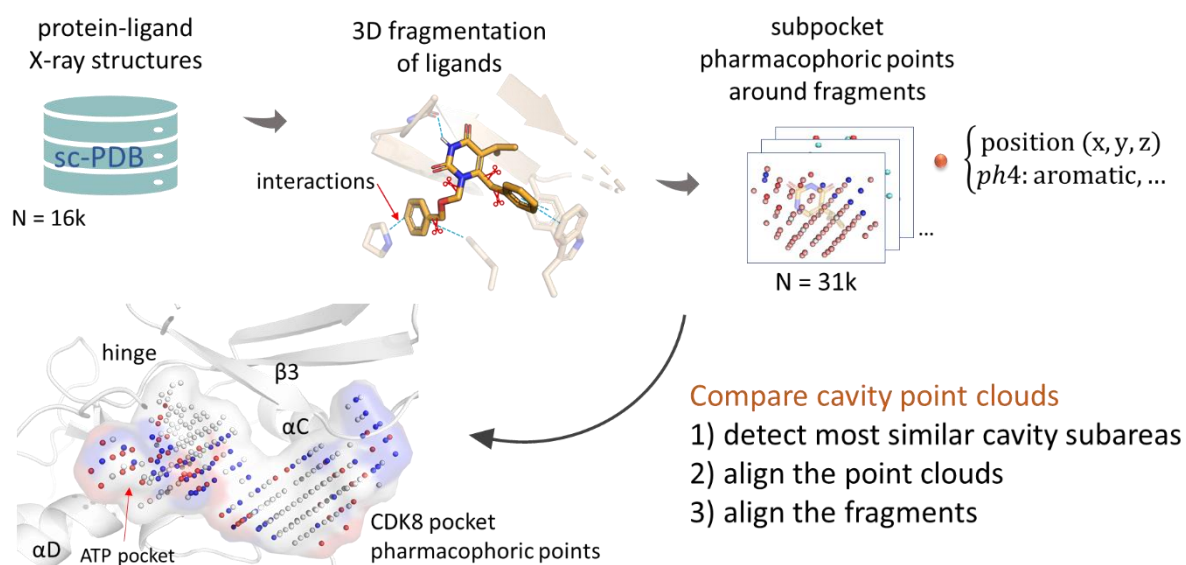 protein-ligand
X-ray structures
sc-PDB
N = 16k
3D fragmentation
of ligands
interactions
subpocket
pharmacophoric points
around fragments
position (x, y, z)
ph4: aromatic, ...
...
N = 31k
hinge
β3
αC
αD
ATP pocket
CDK8 pocket
pharmacophoric points
Compare cavity point clouds
1) detect most similar cavity subareas
2) align the point clouds
3) align the fragments